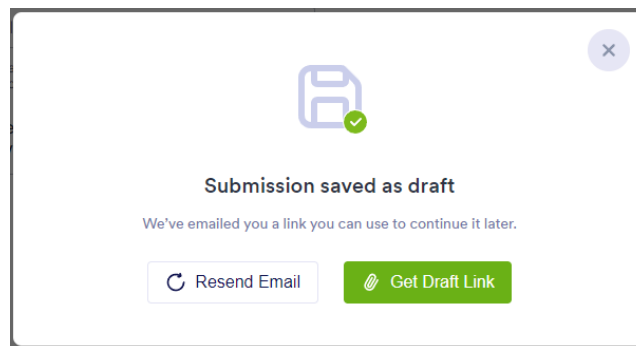 Submission saved as draft
We've emailed you a link you can use to continue it later.
Resend Email
Get Draft Link